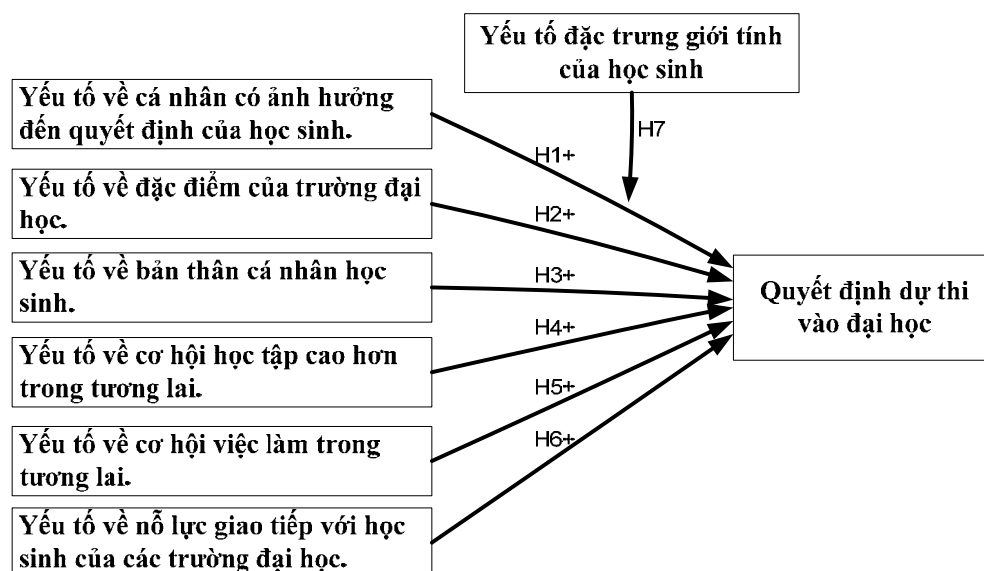 Yếu tố đặc trưng giới tính
của học sinh
Yếu tố về cá nhân có ảnh hưởng
đến quyết định của học sinh.
H7
H1+
Yếu tố về đặc điểm của trường đại
học.
H2+
Yếu tố về bản thân cá nhân học
sinh.
H3+
Quyết định dự thi
vào đại học
Yếu tố về cơ hội học tập cao hơn
trong tương lai.
H4+
Yếu tố về cơ hội việc làm trong
tương lai.
H5+
H6+
Yếu tố về nỗ lực giao tiếp với học
sinh của các trường đại học.